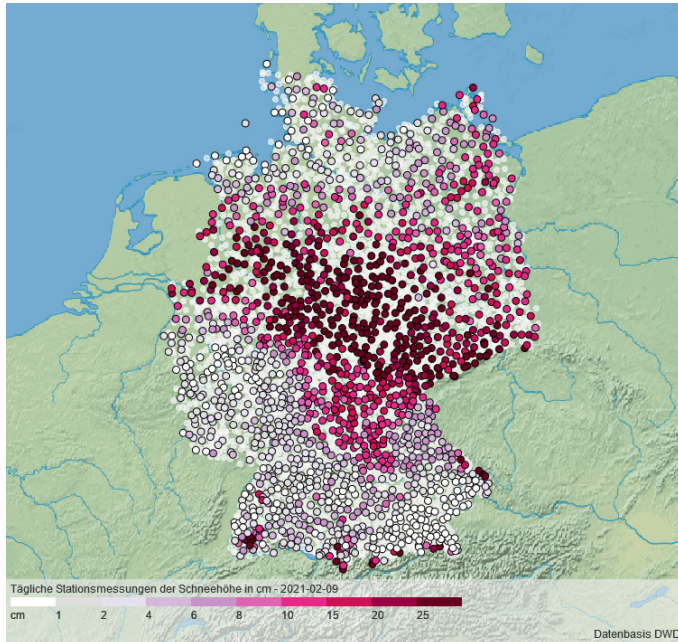 Tägliche Stationsmessungen der Schneehöhe in cm - 2021-02-09
cm 1 2 4 6 8 10 15 20 25
Datenbasis DWD